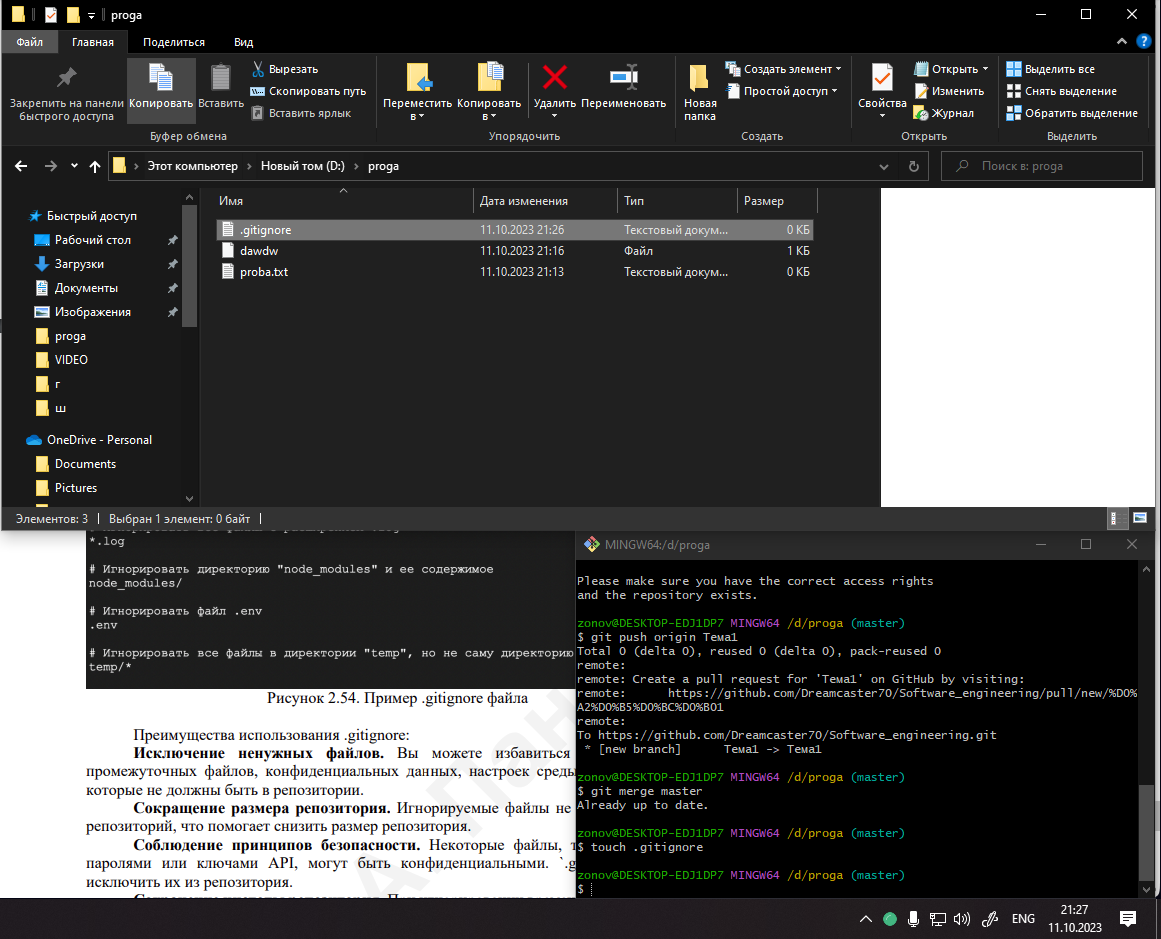 proga
Файл Главная Поделиться Вид
Закрепить на панели быстрого доступа
Копировать
Вставить
Вырезать
Скопировать путь
Вставить ярлык
Буфер обмена
Переместить в
Копировать в
Удалить
Переименовать
Упорядочить
Новая папка
Создать элемент
Простой доступ
Создать
Свойства
Открыть
Изменить
Журнал
Открыть
Выделить все
Снять выделение
Обратить выделение
Выделить
Этот компьютер > Новый том (D:) > proga
Поиск в: proga
Быстрый доступ
Рабочий стол
Загрузки
Документы
Изображения
proga
VIDEO
г
ш
OneDrive - Personal
Documents
Pictures
Имя Дата изменения Тип Размер
.gitignore 11.10.2023 21:26 Текстовый докум... 0 КБ
dawdw 11.10.2023 21:16 Файл 1 КБ
proba.txt 11.10.2023 21:13 Текстовый докум... 0 КБ
Элементов: 3 | Выбран 1 элемент: 0 байт |
*.log
# Игнорировать директорию "node_modules" и ее содержимое
node_modules/
# Игнорировать файл .env
.env
# Игнорировать все файлы в директории "temp", но не саму директорию
temp/*
Рисунок 2.54. Пример .gitignore файла
Преимущества использования .gitignore:
Исключение ненужных файлов. Вы можете избавиться
промежуточных файлов, конфиденциальных данных, настроек среды
которые не должны быть в репозитории.
Сокращение размера репозитория. Игнорируемые файлы не
репозиторий, что помогает снизить размер репозитория.
Соблюдение принципов безопасности. Некоторые файлы, т
паролями или ключами API, могут быть конфиденциальными. `.g
исключить их из репозитория.
MINGW64:/d/proga
Please make sure you have the correct access rights
and the repository exists.
zonov@DESKTOP-EDJ1DP7 MINGW64 /d/proga (master)
$ git push origin Тема1
Total 0 (delta 0), reused 0 (delta 0), pack-reused 0
remote:
remote: Create a pull request for 'Тема1' on GitHub by visiting:
remote:      https://github.com/Dreamcaster70/Software_engineering/pull/new/%D0%
A2%D0%B5%D0%BC%D0%B01
remote:
To https://github.com/Dreamcaster70/Software_engineering.git
 * [new branch]      Тема1 -> Тема1
zonov@DESKTOP-EDJ1DP7 MINGW64 /d/proga (master)
$ git merge master
Already up to date.
zonov@DESKTOP-EDJ1DP7 MINGW64 /d/proga (master)
$ touch .gitignore
zonov@DESKTOP-EDJ1DP7 MINGW64 /d/proga (master)
$
ENG
21:27
11.10.2023